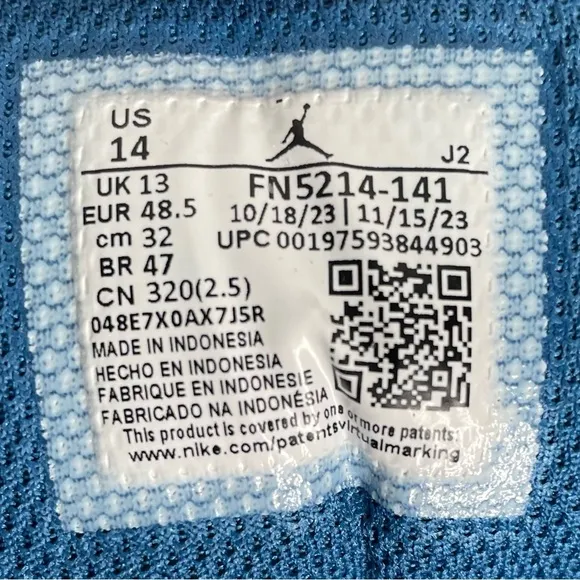 US
14
J2
UK 13
FN5214-141
EUR 48.5
10/18/23 | 11/15/23
cm 32
UPC 00197593844903
BR 47
CN 320(2.5)
048E7X0AX7J5R
MADE IN INDONESIA
HECHO EN INDONESIA
FABRIQUE EN INDONESIE
FABRICADO NA INDONÉSIA
This product is covered by one or more patents:
www.nike.com/patentsvirtualmarking